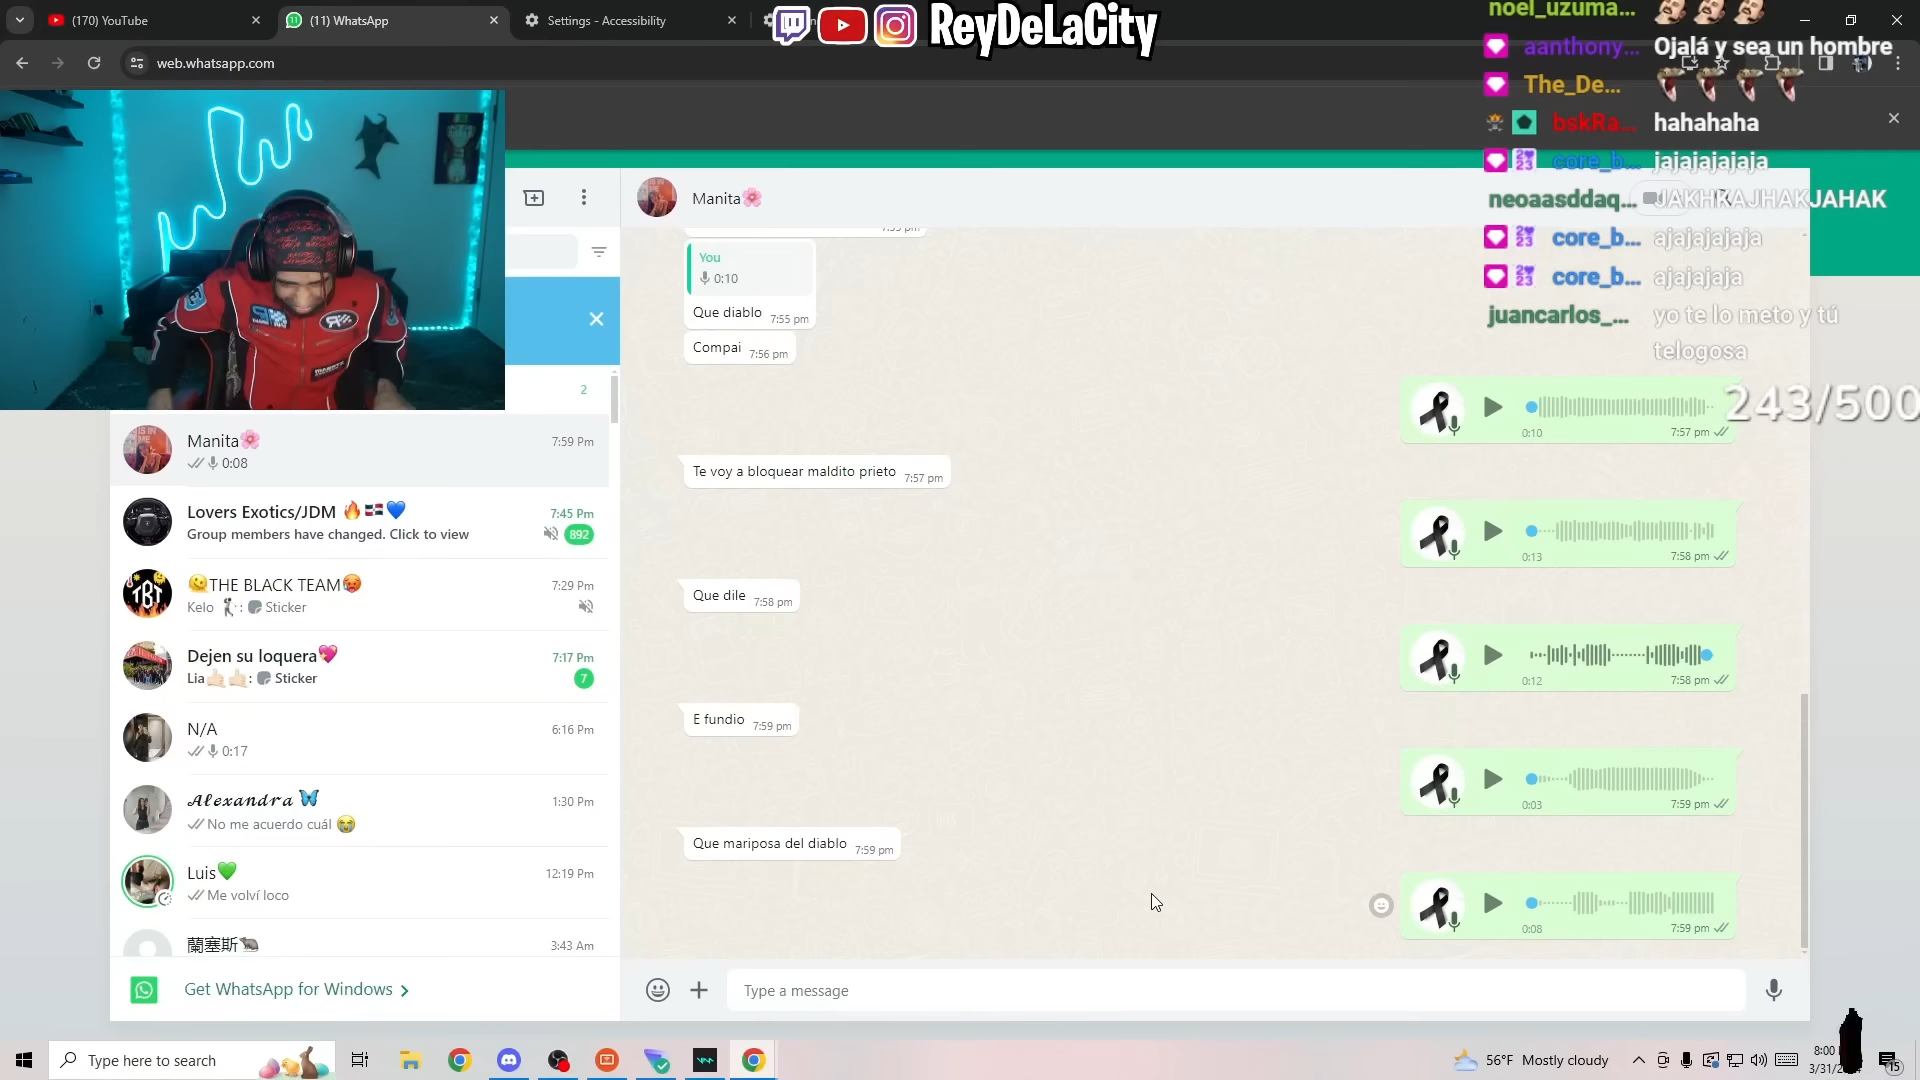 (170) YouTube
(11) WhatsApp
Settings - Accessibility
ReyDeLaCity
web.whatsapp.com
noel_uzuma...
aanthony... Ojalá y sea un hombre
The_De...
bskRa... hahahaha
core_b... jajajajajaja
neoaasddaq... JAKHKAJHAKJAHAK
core_b... ajajajajaja
core_b... ajajajaja
juancarlos_... yo te lo meto y tú
telogosa
243/500
2
Manita🌸
7:59 Pm
0:08
Lovers Exotics/JDM 🔥🇩🇴💙
7:45 Pm
Group members have changed. Click to view
892
🫠THE BLACK TEAM🥵
7:29 Pm
Kelo : Sticker
Dejen su loquera💖
7:17 Pm
Lia🤙🏻🤙🏻: Sticker
7
N/A
6:16 Pm
0:17
𝓐𝓵𝓮𝔁𝓪𝓷𝓭𝓻𝓪 🦋
1:30 Pm
No me acuerdo cuál 😭
Luis💚
12:19 Pm
Me volví loco
蘭塞斯🐀
3:43 Am
Get WhatsApp for Windows
Manita🌸
You
0:10
Que diablo 7:55 pm
Compai 7:56 pm
0:10 7:57 pm
Te voy a bloquear maldito prieto 7:57 pm
0:13 7:58 pm
Que dile 7:58 pm
0:12 7:58 pm
E fundio 7:59 pm
0:03 7:59 pm
Que mariposa del diablo 7:59 pm
0:08 7:59 pm
Type a message
Type here to search
56°F Mostly cloudy
8:00
3/31/2
15